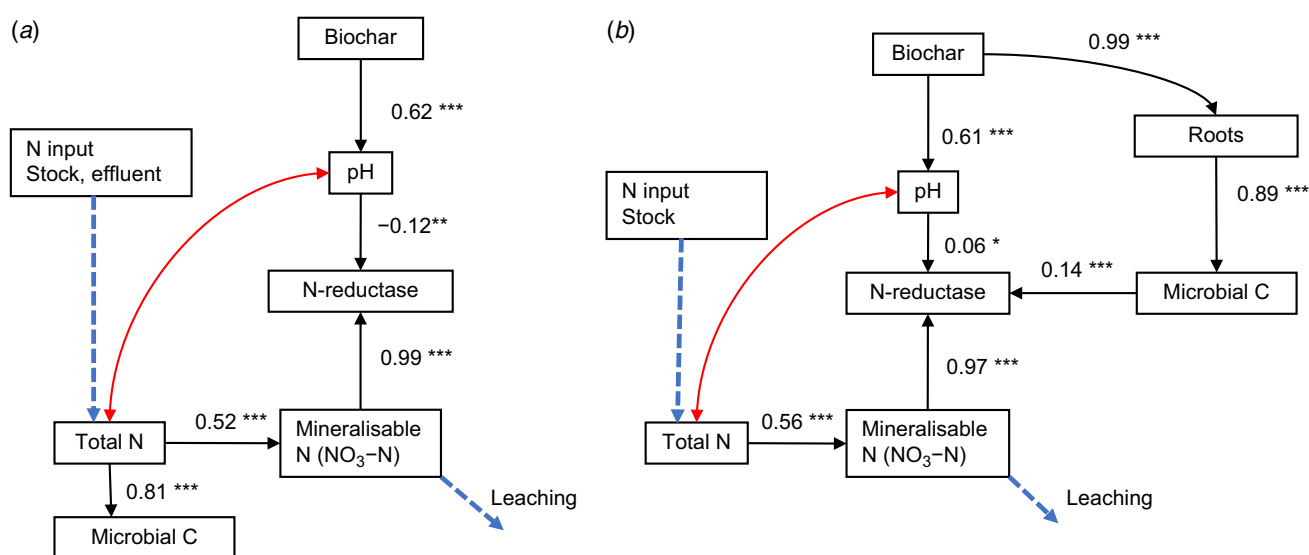 (a)
Biochar
0.62 ***
N input
Stock, effluent
pH
−0.12**
N-reductase
0.99 ***
Total N
0.52 ***
Mineralisable
N (NO₃−N)
0.81 ***
Leaching
Microbial C
(b)
Biochar
0.99 ***
0.61 ***
Roots
N input
Stock
pH
0.89 ***
0.06 *
N-reductase
0.14 ***
Microbial C
0.97 ***
Total N
0.56 ***
Mineralisable
N (NO₃−N)
Leaching